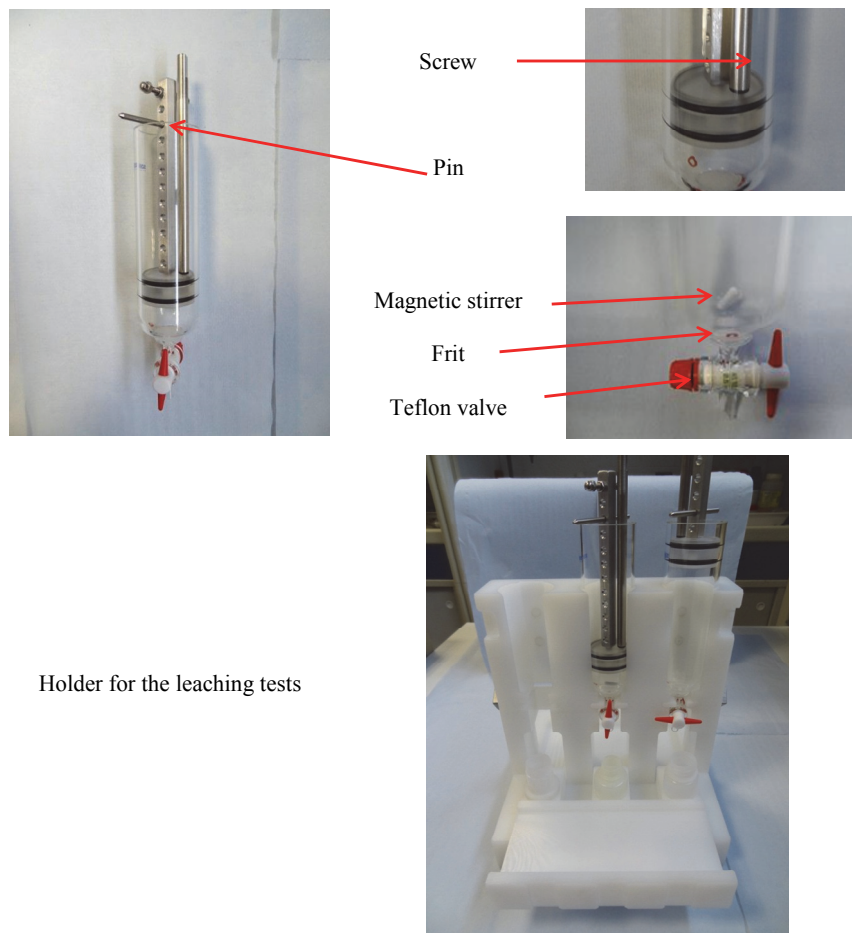 Screw
Pin
Magnetic stirrer
Frit
Teflon valve
Holder for the leaching tests